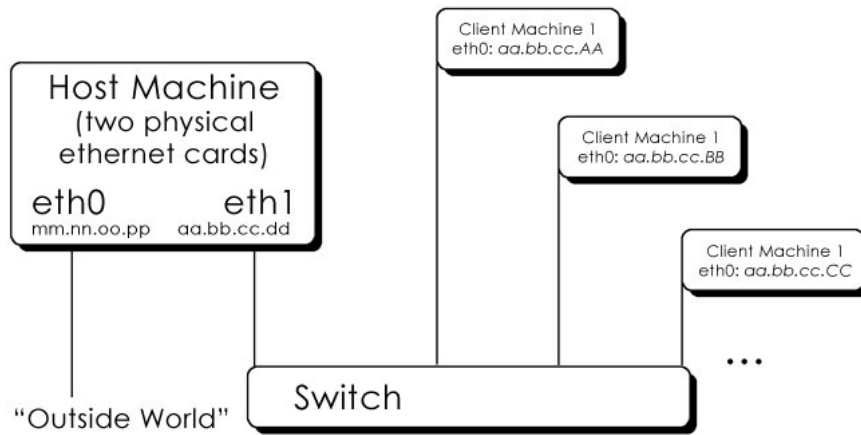 Host Machine
(two physical
ethernet cards)
eth0 eth1
mm.nn.oo.pp aa.bb.cc.dd
Client Machine 1
eth0: aa.bb.cc.AA
Client Machine 1
eth0: aa.bb.cc.BB
Client Machine 1
eth0: aa.bb.cc.CC
...
Switch
“Outside World”